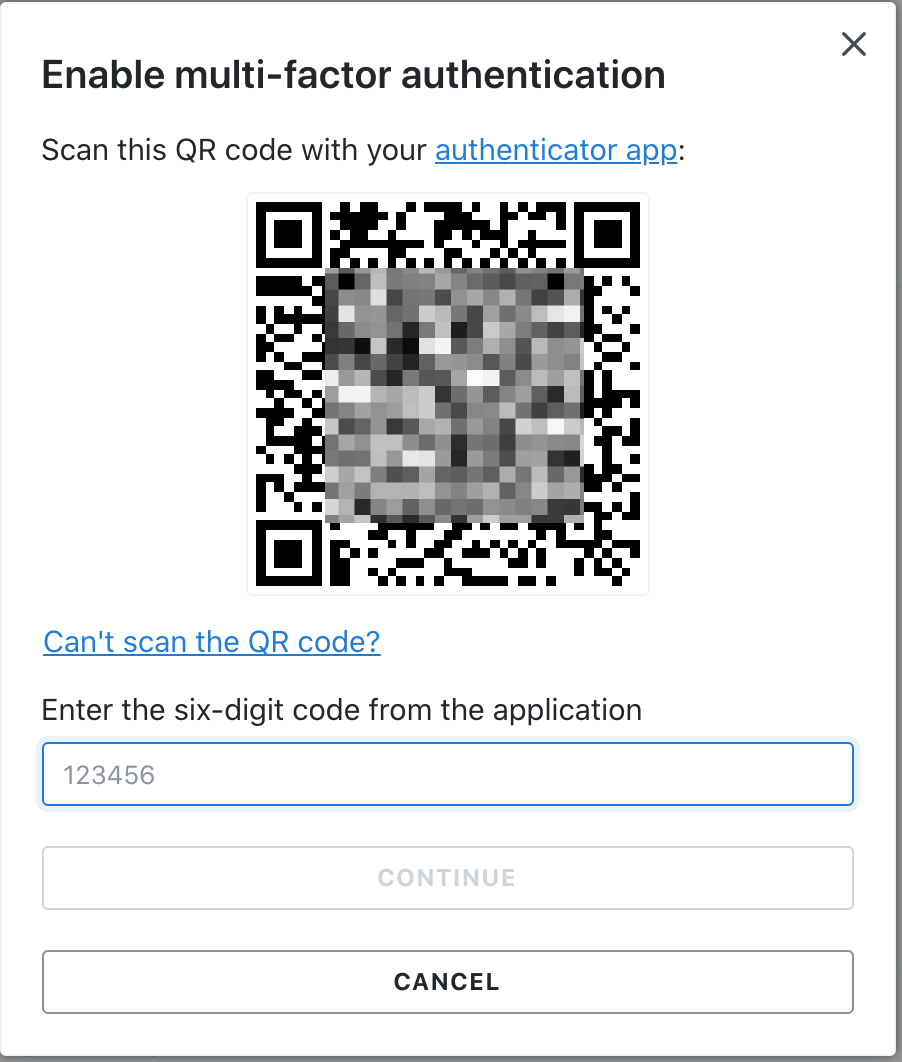 Enable multi-factor authentication
Scan this QR code with your authenticator app:
Can't scan the QR code?
Enter the six-digit code from the application
123456
CONTINUE
CANCEL